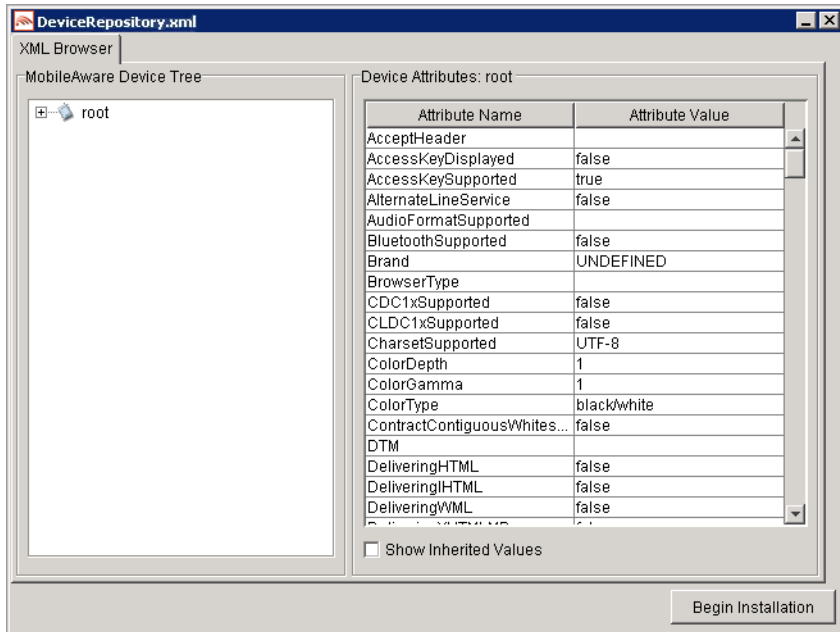 DeviceRepository.xml
XML Browser
MobileAware Device Tree
root
Device Attributes: root
Attribute Name Attribute Value
AcceptHeader
AccessKeyDisplayed false
AccessKeySupported true
AlternateLineService false
AudioFormatSupported
BluetoothSupported false
Brand UNDEFINED
BrowserType
CDC1xSupported false
CLDC1xSupported false
CharsetSupported UTF-8
ColorDepth 1
ColorGamma 1
ColorType black/white
ContractContiguousWhites... false
DTM
DeliveringHTML false
DeliveringIHTML false
DeliveringWML false
Show Inherited Values
Begin Installation